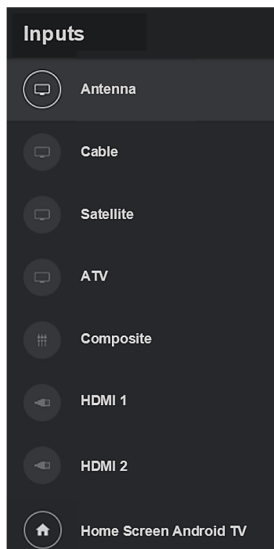 Inputs
Antenna
Cable
Satellite
ATV
Composite
HDMI 1
HDMI 2
Home Screen Android TV